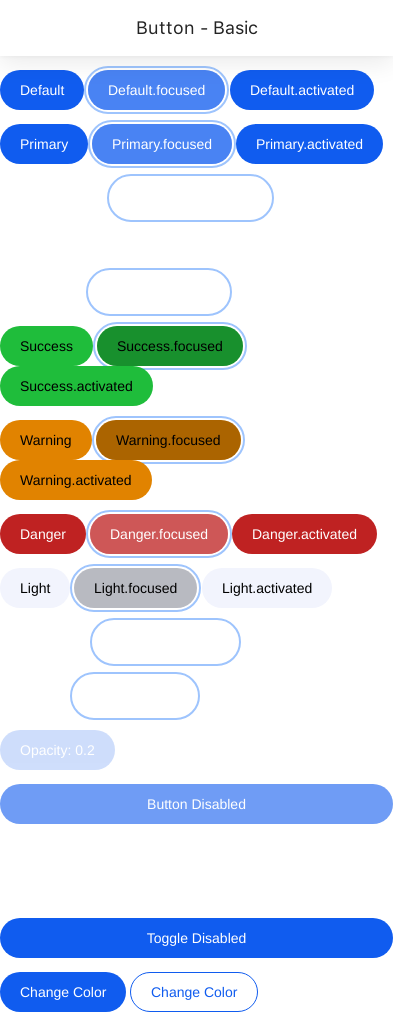 Button - Basic
Default Default.focused Default.activated
Primary Primary.focused Primary.activated
Success Success.focused
Success.activated
Warning Warning.focused
Warning.activated
Danger Danger.focused Danger.activated
Light Light.focused Light.activated
Opacity: 0.2
Button Disabled
Toggle Disabled
Change Color Change Color